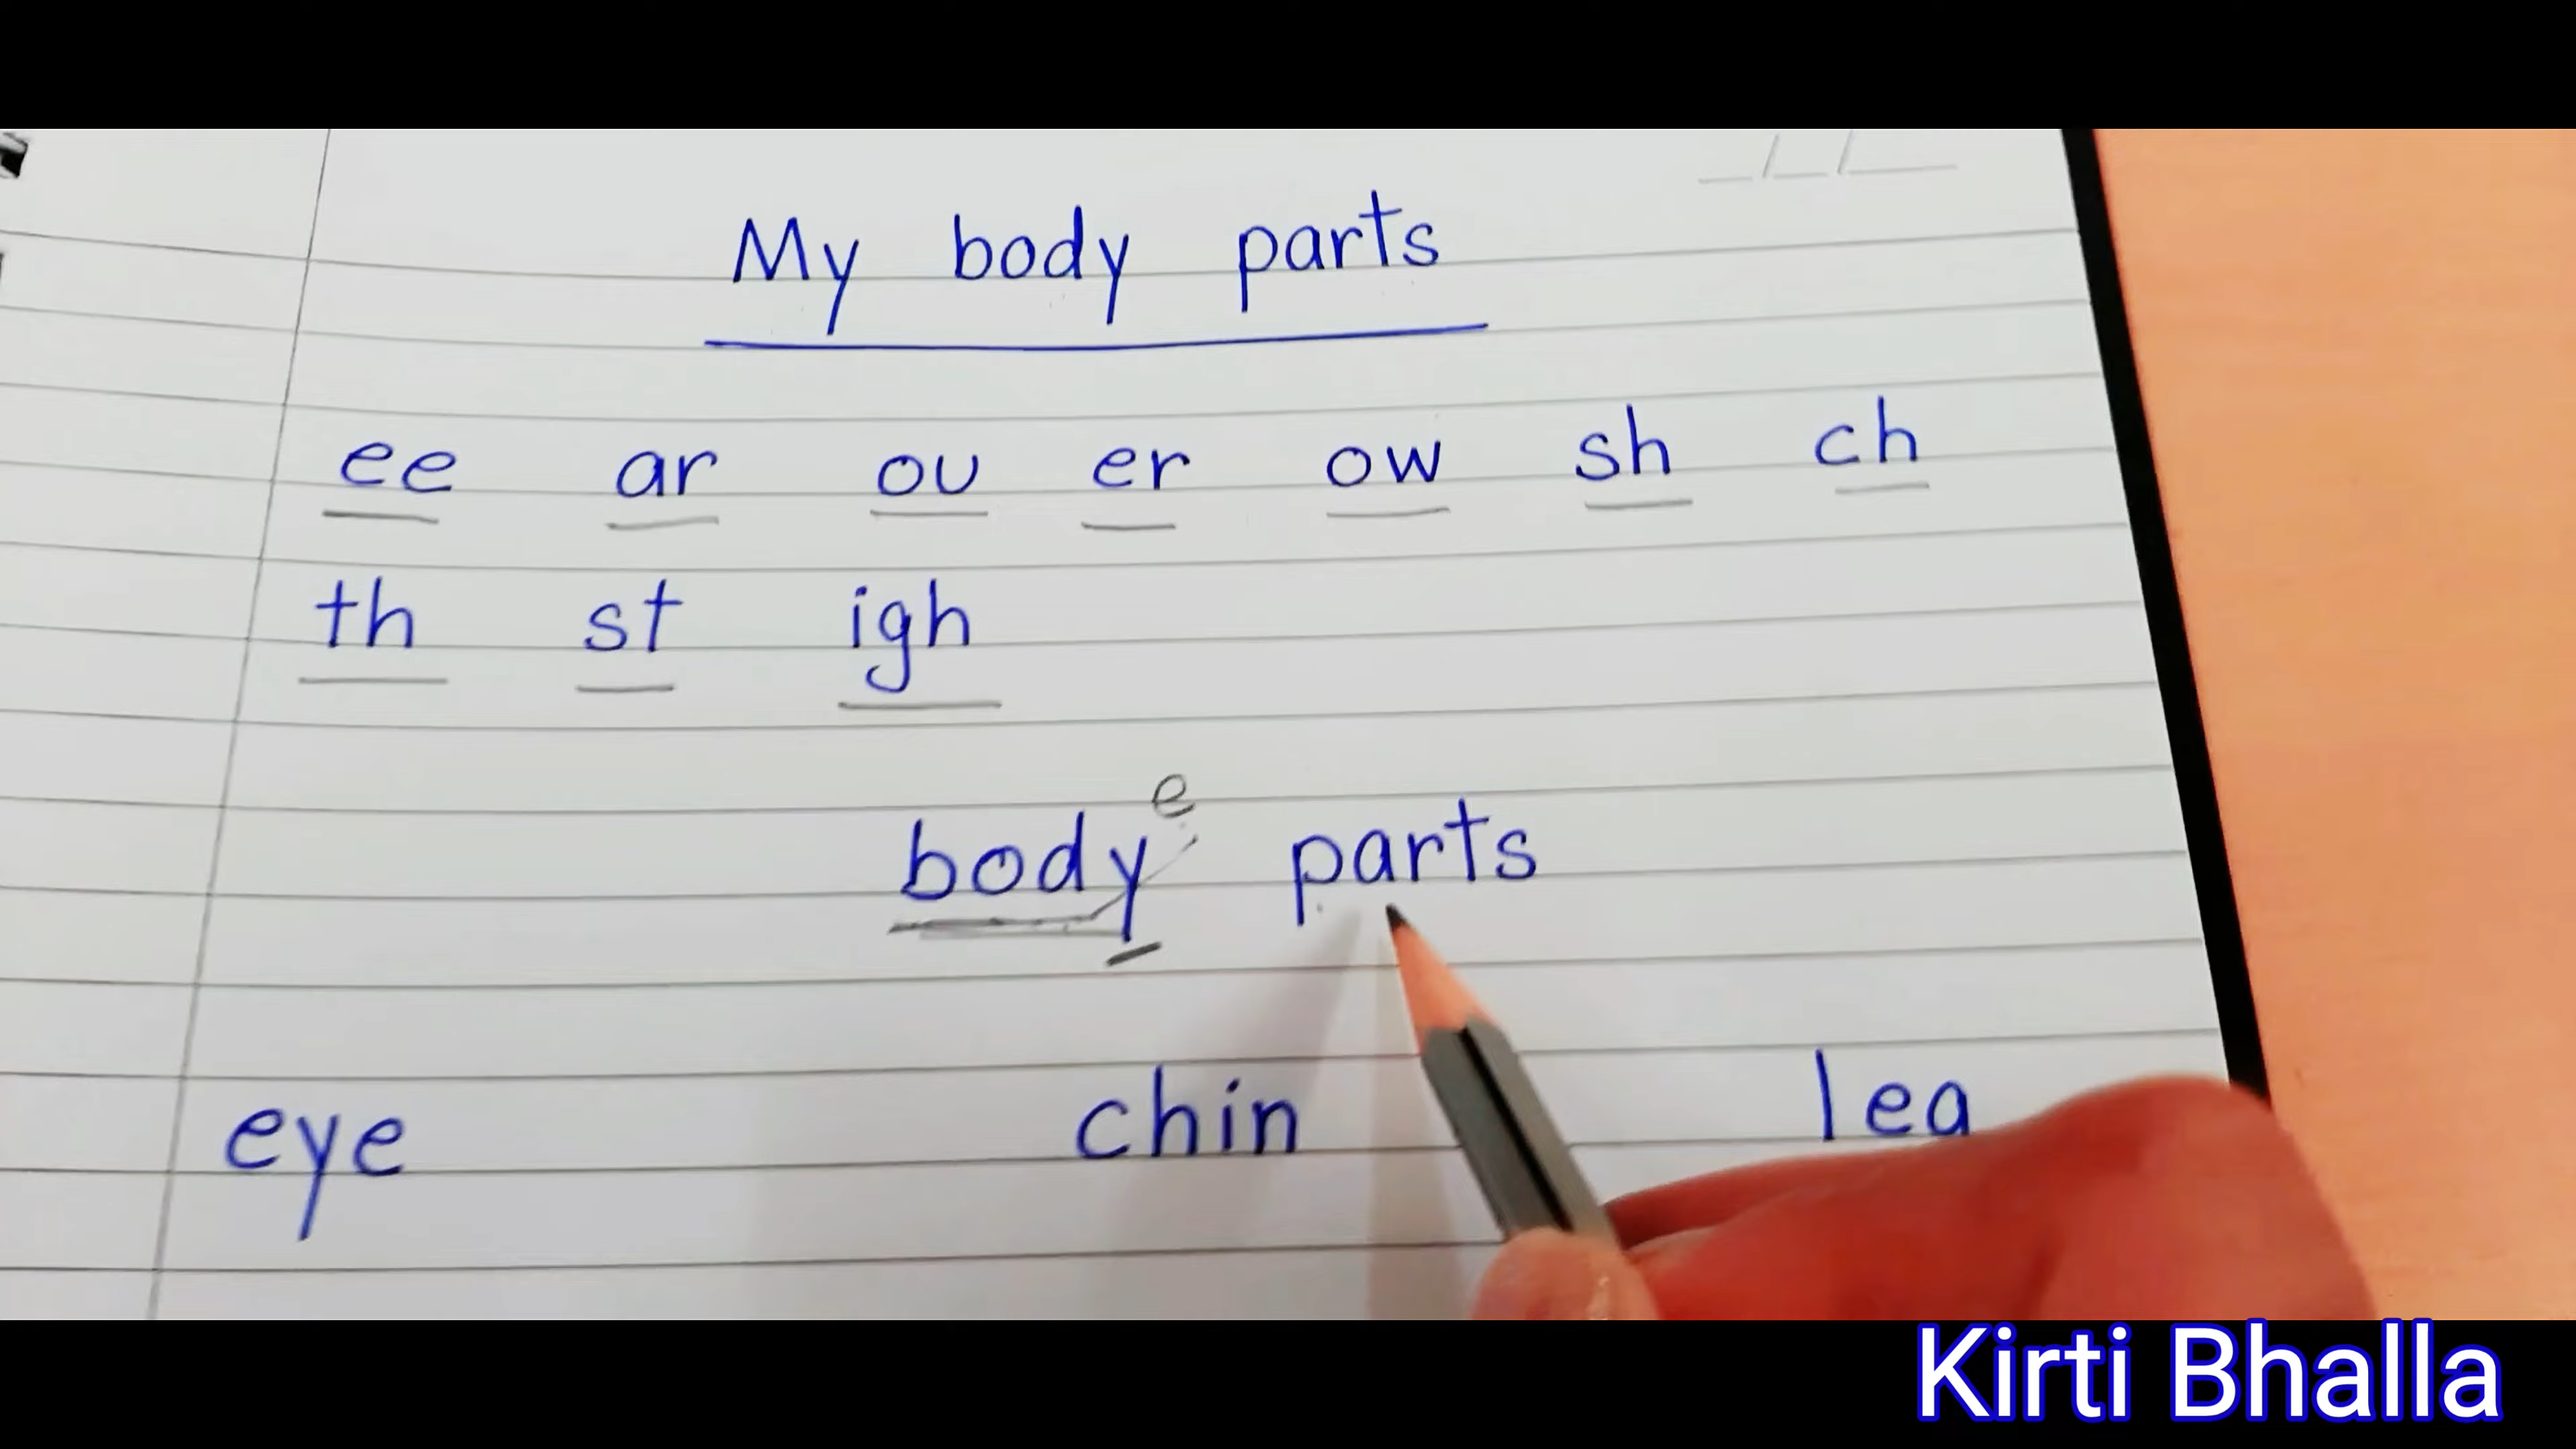 My body parts
ee ar ou er ow sh ch
th st igh
e
body parts
eye chin
Kirti Bhalla